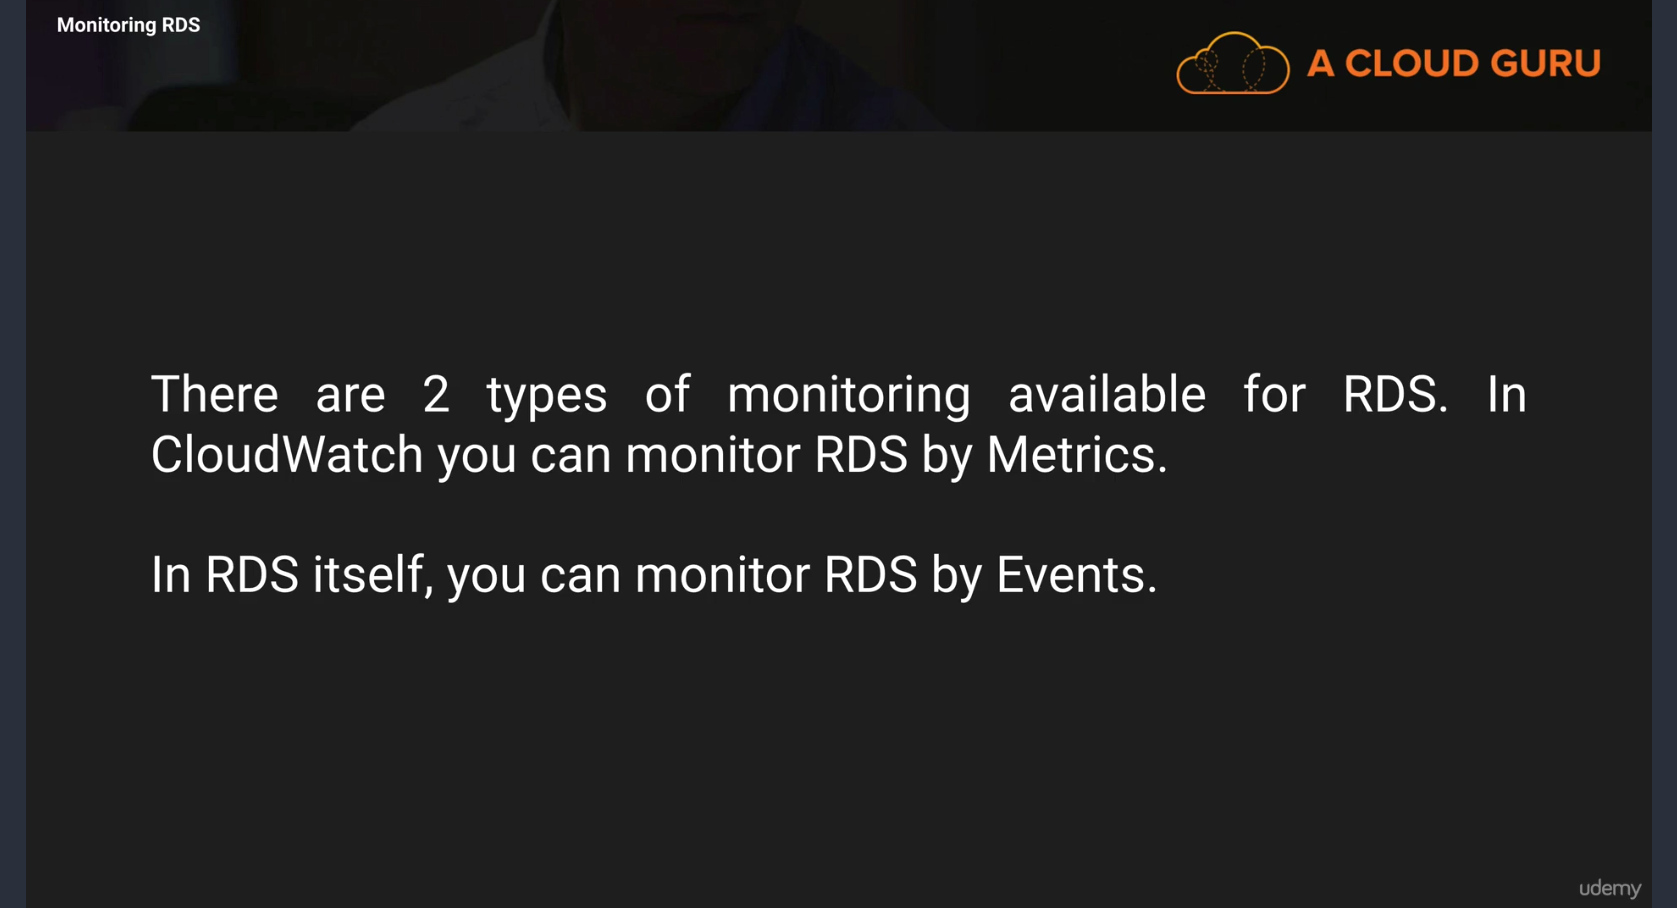 Monitoring RDS
A CLOUD GURU
There are 2 types of monitoring available for RDS. In
CloudWatch you can monitor RDS by Metrics.
In RDS itself, you can monitor RDS by Events.
udemy